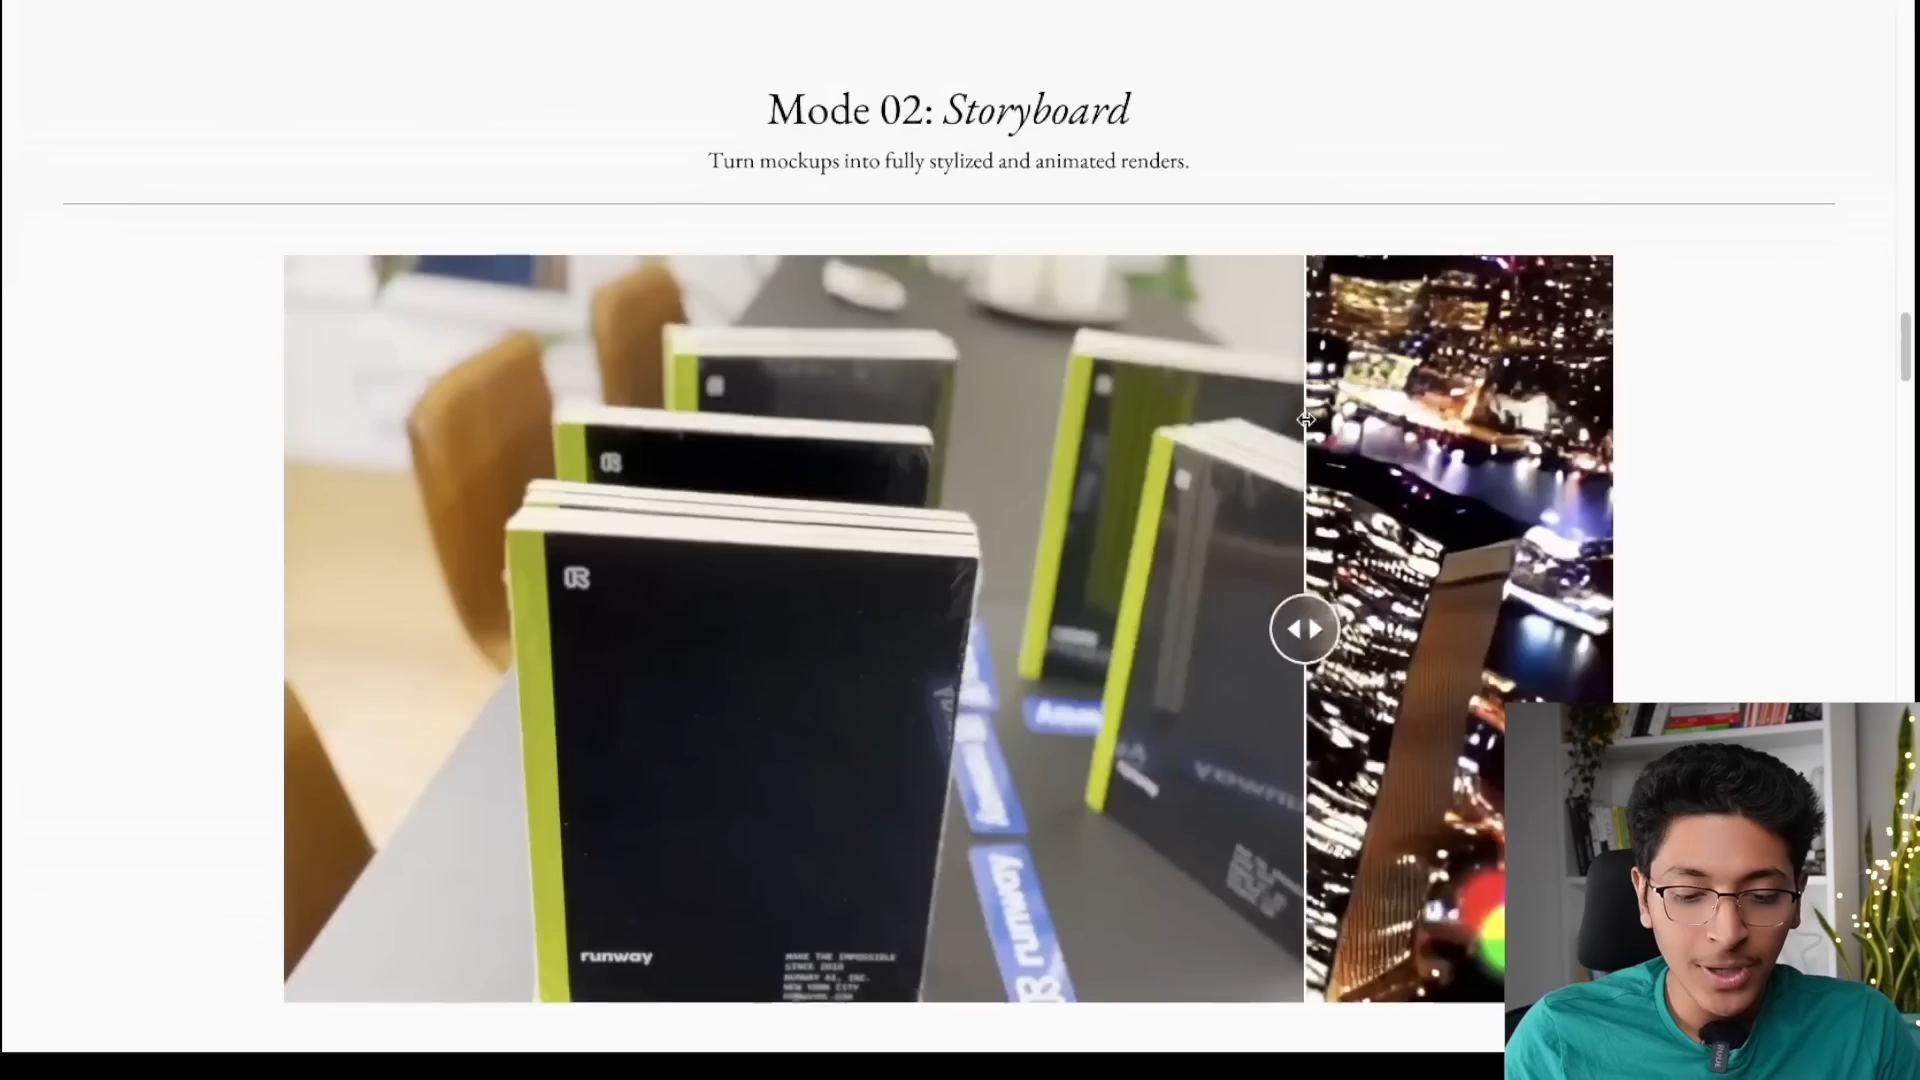 Mode 02: Storyboard
Turn mockups into fully stylized and animated renders.
runway
MAKE THE IMPOSSIBLE
SINCE 2018
RUNWAY AI, INC.
NEW YORK CITY
runway